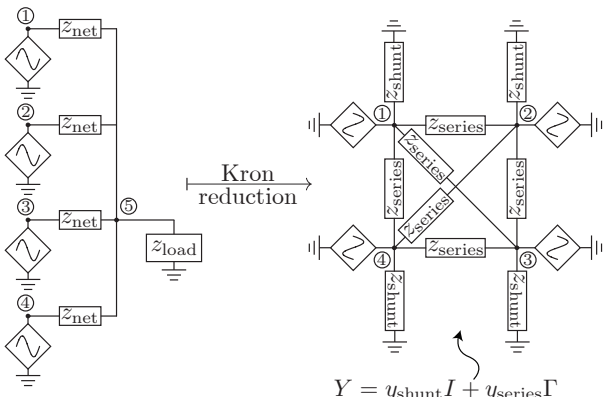 ①
z_net
②
z_net
③
z_net
④
z_net
⑤
z_load
Kron
reduction
z_shunt
z_shunt
①
②
z_series
z_series
z_series
z_series
z_series
z_series
④
③
z_shunt
z_shunt
Y = y_shunt I + y_series Γ